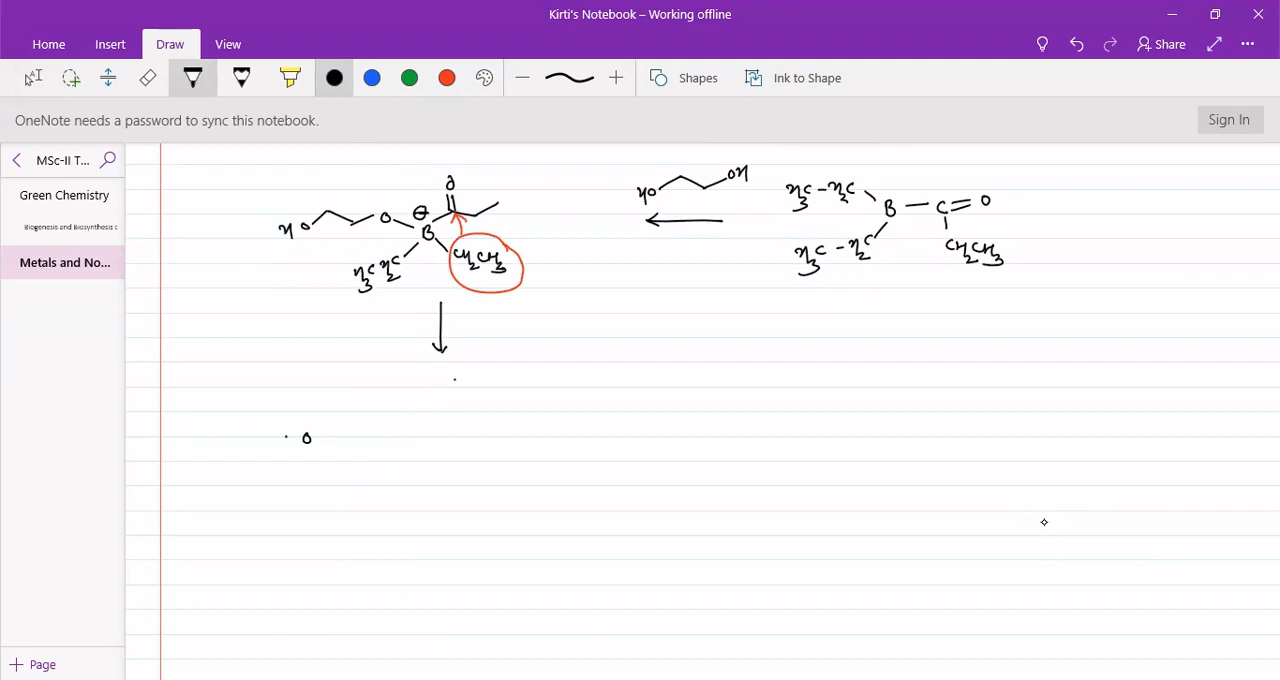 Kirti's Notebook – Working offline
Home Insert Draw View
Share
Shapes Ink to Shape
OneNote needs a password to sync this notebook.
Sign In
MSc-II T...
Green Chemistry
Biogenesis and Biosynthesis c
Metals and No...
HO O ⊖ B O
H₃C H₂C CH₂CH₃
HO OH
H₃C – H₂C
B – C = O
H₃C – H₂C CH₂CH₃
O
+ Page